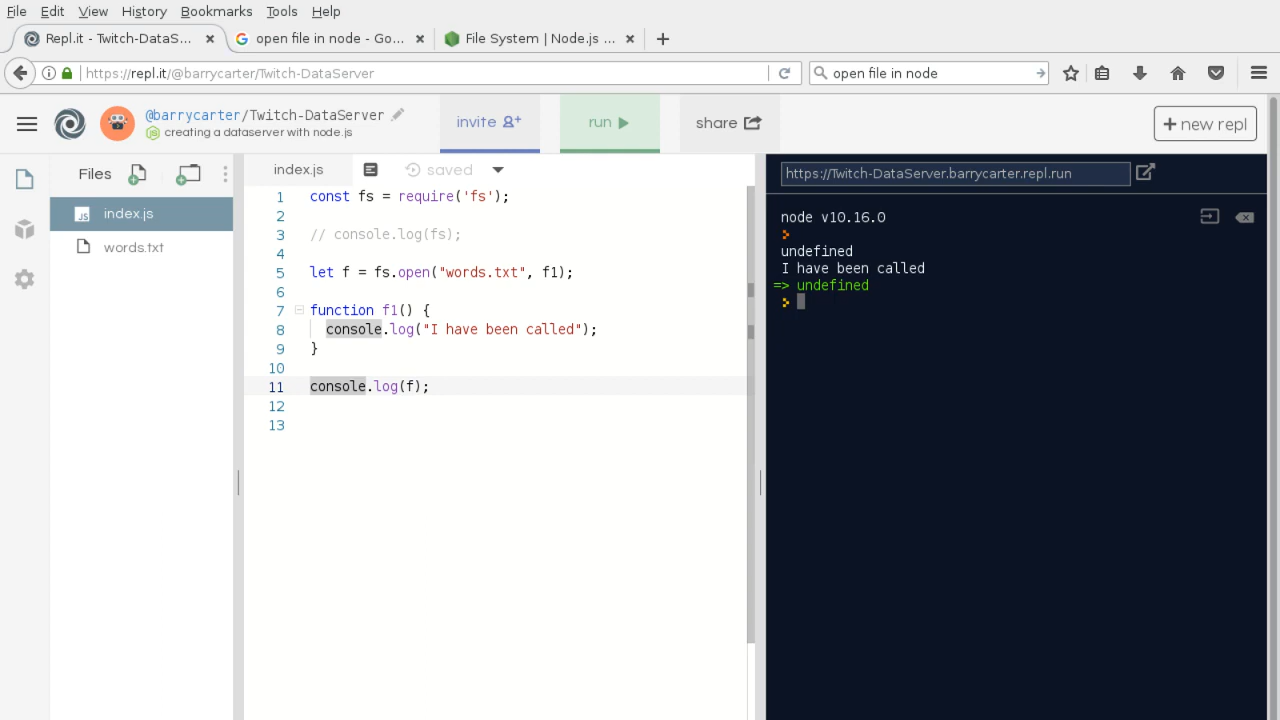 File Edit View History Bookmarks Tools Help
Repl.it - Twitch-DataS... × open file in node - Go... × File System | Node.js ... × +
https://repl.it/@barrycarter/Twitch-DataServer open file in node
@barrycarter/Twitch-DataServer
creating a dataserver with node.js
invite
run
share
+ new repl
Files
index.js
words.txt
index.js
saved
1 const fs = require('fs');
2
3 // console.log(fs);
4
5 let f = fs.open("words.txt", f1);
6
7 function f1() {
8 console.log("I have been called");
9 }
10
11 console.log(f);
12
13
https://Twitch-DataServer.barrycarter.repl.run
node v10.16.0
>
undefined
I have been called
=> undefined
>